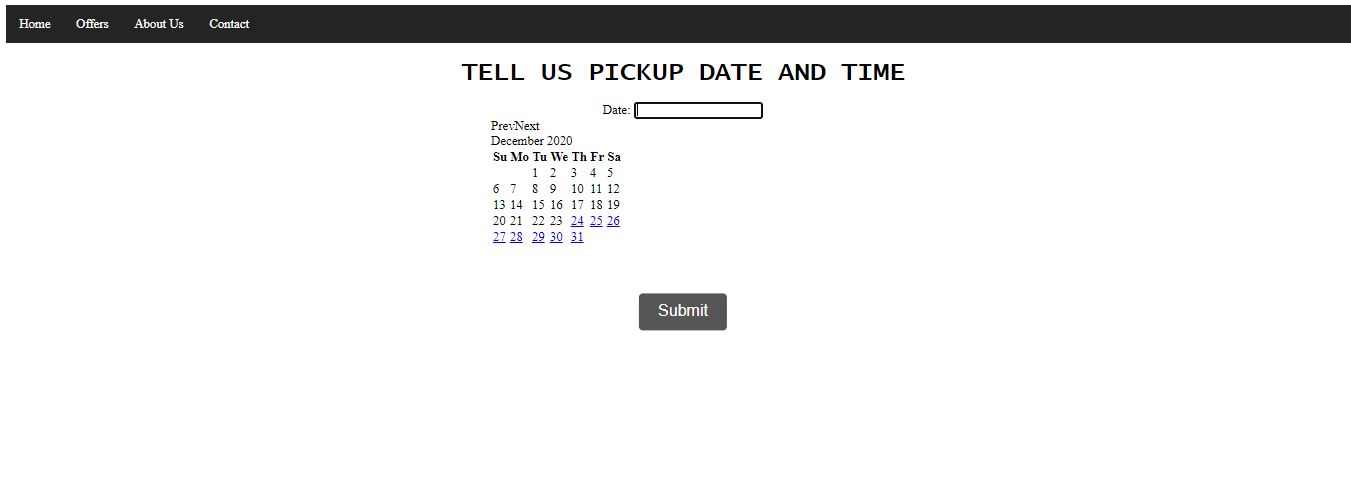 Home Offers About Us Contact
TELL US PICKUP DATE AND TIME
Date:
PrevNext
December 2020
Su Mo Tu We Th Fr Sa
1 2 3 4 5
6 7 8 9 10 11 12
13 14 15 16 17 18 19
20 21 22 23 24 25 26
27 28 29 30 31
Submit